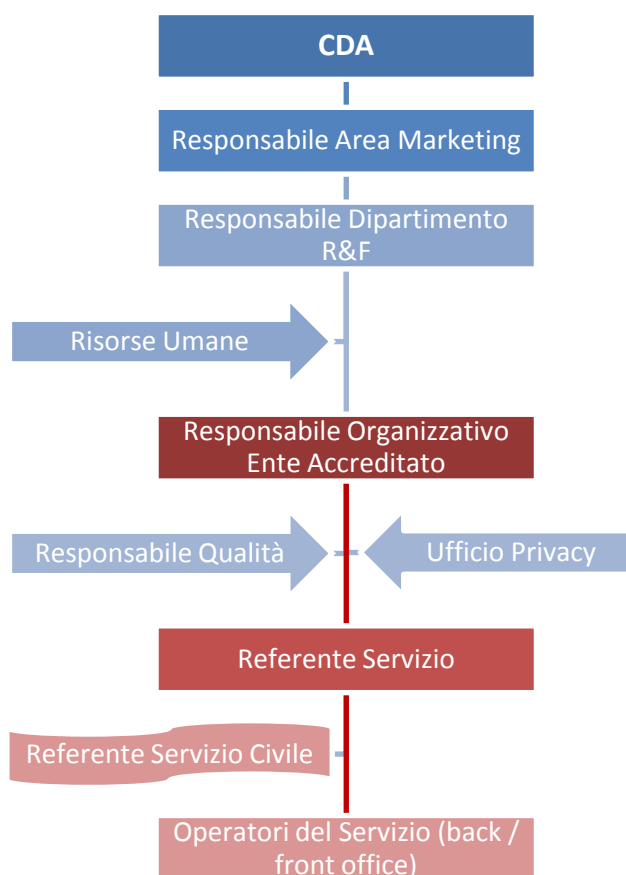 CDA
Responsabile Area Marketing
Responsabile Dipartimento
R&F
Risorse Umane
Responsabile Organizzativo
Ente Accreditato
Responsabile Qualità
Ufficio Privacy
Referente Servizio
Referente Servizio Civile
Operatori del Servizio (back /
front office)